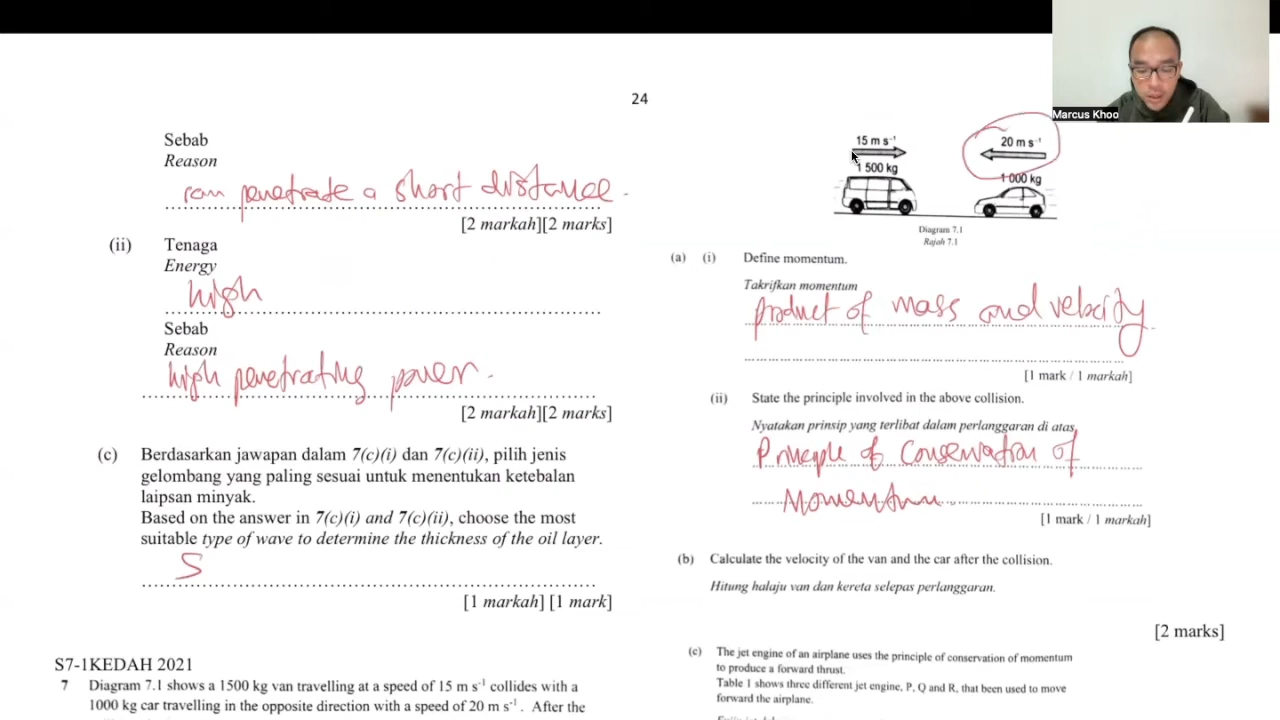 24
Marcus Khoo
Sebab
Reason
can penetrate a short distance.
[2 markah][2 marks]
(ii) Tenaga
Energy
high
Sebab
Reason
high penetrating power.
[2 markah][2 marks]
(c) Berdasarkan jawapan dalam 7(c)(i) dan 7(c)(ii), pilih jenis
gelombang yang paling sesuai untuk menentukan ketebalan
laipsan minyak.
Based on the answer in 7(c)(i) and 7(c)(ii), choose the most
suitable type of wave to determine the thickness of the oil layer.
S
[1 markah] [1 mark]
S7-1KEDAH 2021
7 Diagram 7.1 shows a 1500 kg van travelling at a speed of 15 m s⁻¹ collides with a
1000 kg car travelling in the opposite direction with a speed of 20 m s⁻¹. After the
15 m s⁻¹
20 m s⁻¹
1 500 kg
1 000 kg
Diagram 7.1
Rajah 7.1
(a) (i) Define momentum.
Takrifkan momentum
product of mass and velocity
[1 mark / 1 markah]
(ii) State the principle involved in the above collision.
Nyatakan prinsip yang terlibat dalam perlanggaran di atas.
Principle of Conservation of
Momentum.
[1 mark / 1 markah]
(b) Calculate the velocity of the van and the car after the collision.
Hitung halaju van dan kereta selepas perlanggaran.
[2 marks]
(c) The jet engine of an airplane uses the principle of conservation of momentum
to produce a forward thrust.
Table 1 shows three different jet engine, P, Q and R, that been used to move
forward the airplane.